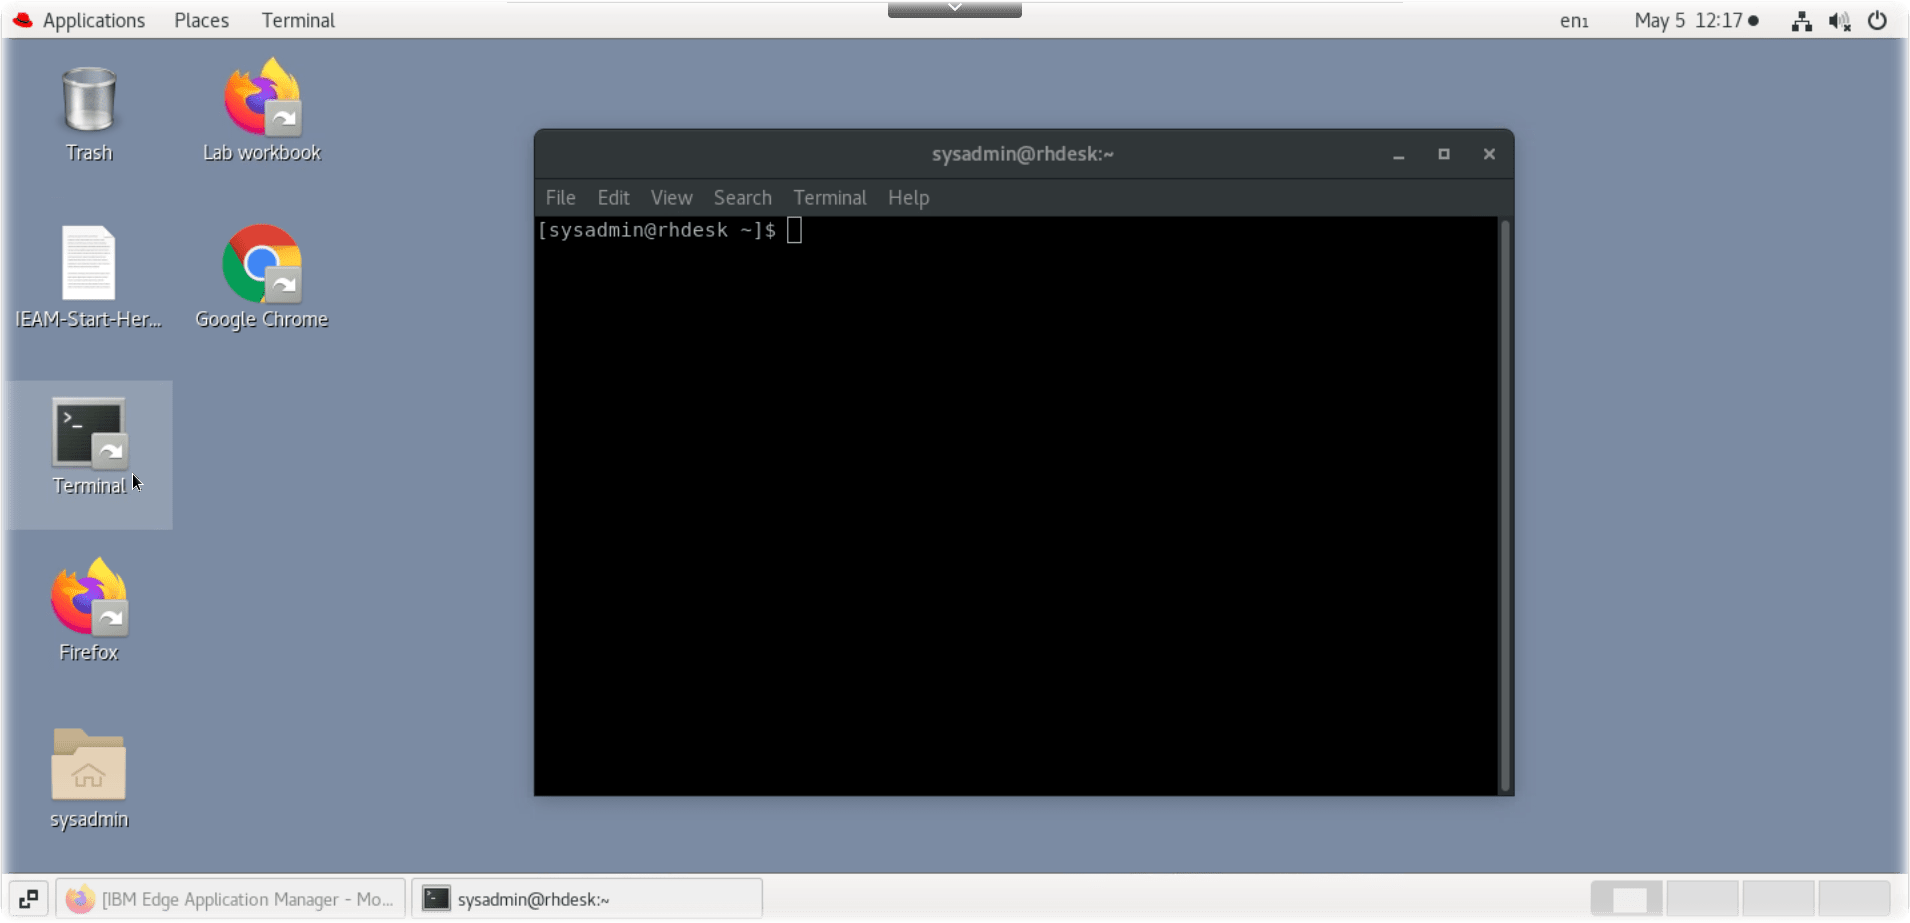 Applications Places Terminal en₁ May 5 12:17
Trash
Lab workbook
IEAM-Start-Her...
Google Chrome
Terminal
Firefox
sysadmin
sysadmin@rhdesk:~
File Edit View Search Terminal Help
[sysadmin@rhdesk ~]$
>_
[IBM Edge Application Manager - Mo...
sysadmin@rhdesk:~